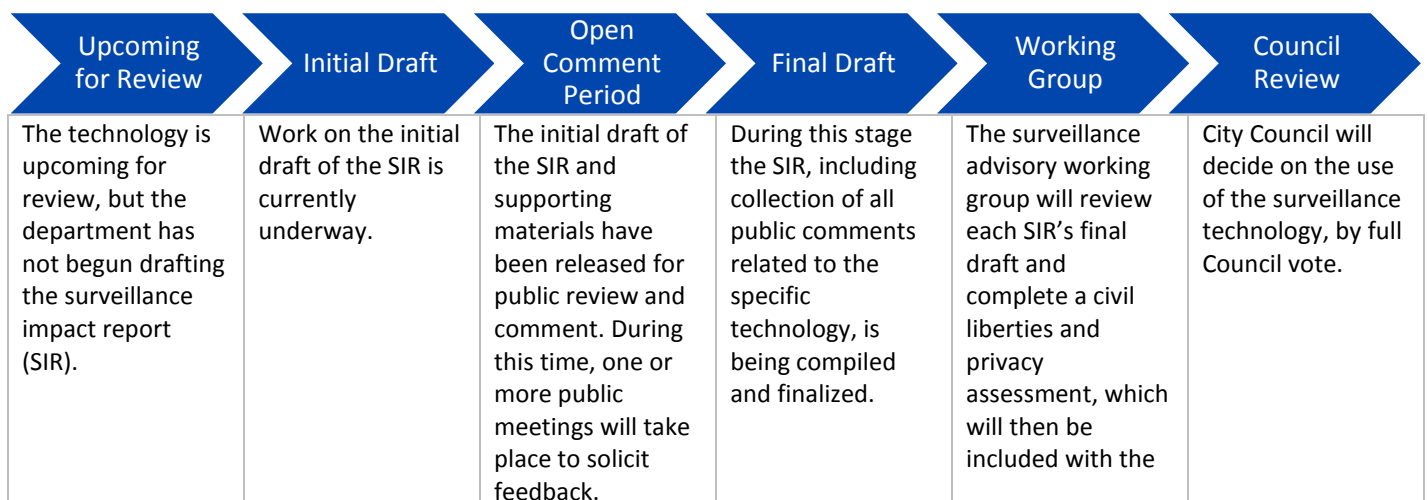 Upcoming
for Review
Initial Draft
Open
Comment
Period
Final Draft
Working
Group
Council
Review
The technology is
upcoming for
review, but the
department has
not begun drafting
the surveillance
impact report
(SIR).
Work on the initial
draft of the SIR is
currently
underway.
The initial draft of
the SIR and
supporting
materials have
been released for
public review and
comment. During
this time, one or
more public
meetings will take
place to solicit
feedback.
During this stage
the SIR, including
collection of all
public comments
related to the
specific
technology, is
being compiled
and finalized.
The surveillance
advisory working
group will review
each SIR’s final
draft and
complete a civil
liberties and
privacy
assessment, which
will then be
included with the
City Council will
decide on the use
of the surveillance
technology, by full
Council vote.